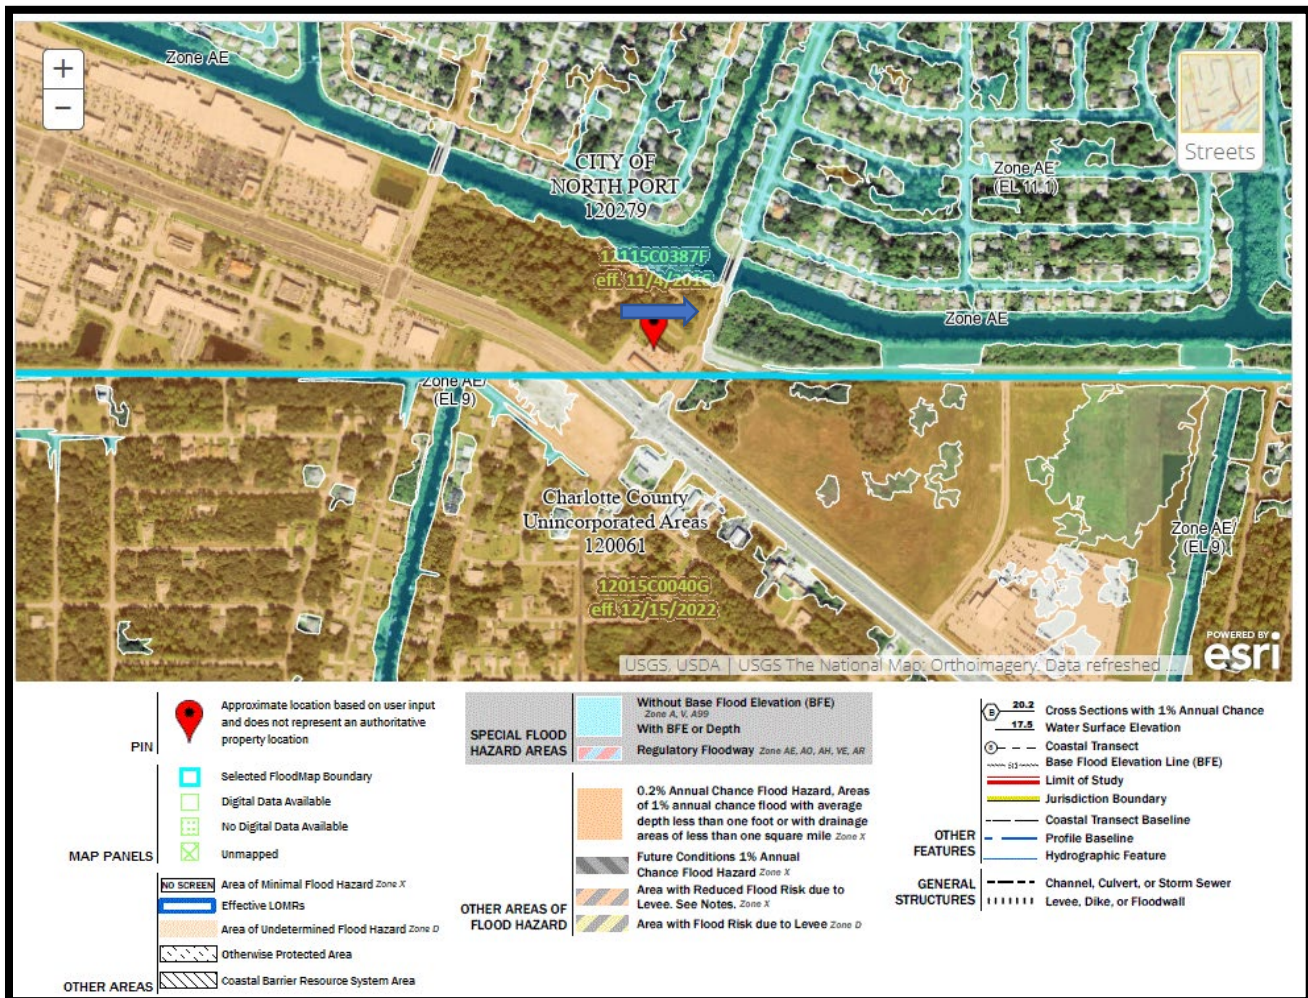 +
−
Zone AE
Streets
CITY OF
NORTH PORT
120279
Zone AE
(EL 11.1)
12115C0387F
eff. 11/4/2016
Zone AE
Zone AE/
(EL 9)
Charlotte County
Unincorporated Areas
120061
Zone AE/
(EL 9)
12015C0040G
eff. 12/15/2022
POWERED BY
esri
USGS, USDA | USGS The National Map: Orthoimagery. Data refreshed ...
PIN
Approximate location based on user input
and does not represent an authoritative
property location
MAP PANELS
Selected FloodMap Boundary
Digital Data Available
No Digital Data Available
Unmapped
OTHER AREAS
NO SCREEN Area of Minimal Flood Hazard Zone X
Effective LOMRs
Area of Undetermined Flood Hazard Zone D
Otherwise Protected Area
Coastal Barrier Resource System Area
SPECIAL FLOOD
HAZARD AREAS
Without Base Flood Elevation (BFE)
Zone A, V, A99
With BFE or Depth
Regulatory Floodway Zone AE, AO, AH, VE, AR
OTHER AREAS OF
FLOOD HAZARD
0.2% Annual Chance Flood Hazard, Areas
of 1% annual chance flood with average
depth less than one foot or with drainage
areas of less than one square mile Zone X
Future Conditions 1% Annual
Chance Flood Hazard Zone X
Area with Reduced Flood Risk due to
Levee. See Notes. Zone X
Area with Flood Risk due to Levee Zone D
OTHER
FEATURES
B 20.2 Cross Sections with 1% Annual Chance
17.5 Water Surface Elevation
8 Coastal Transect
513 Base Flood Elevation Line (BFE)
Limit of Study
Jurisdiction Boundary
Coastal Transect Baseline
Profile Baseline
Hydrographic Feature
GENERAL
STRUCTURES
Channel, Culvert, or Storm Sewer
Levee, Dike, or Floodwall